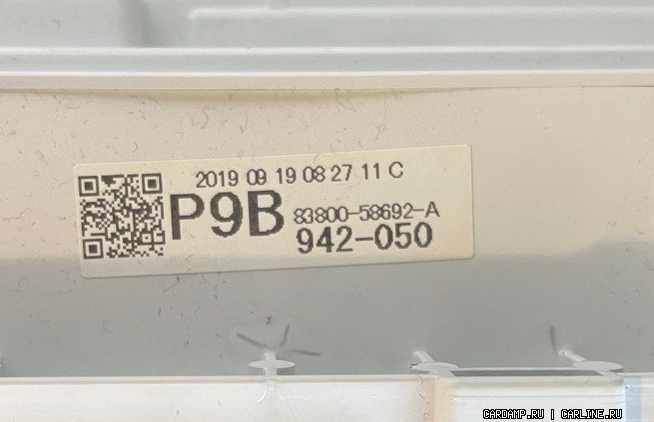 2019 09 19 08 27 11 C
P9B 83800-58692-A
942-050
CARDAMP.RU | CARLINE.RU